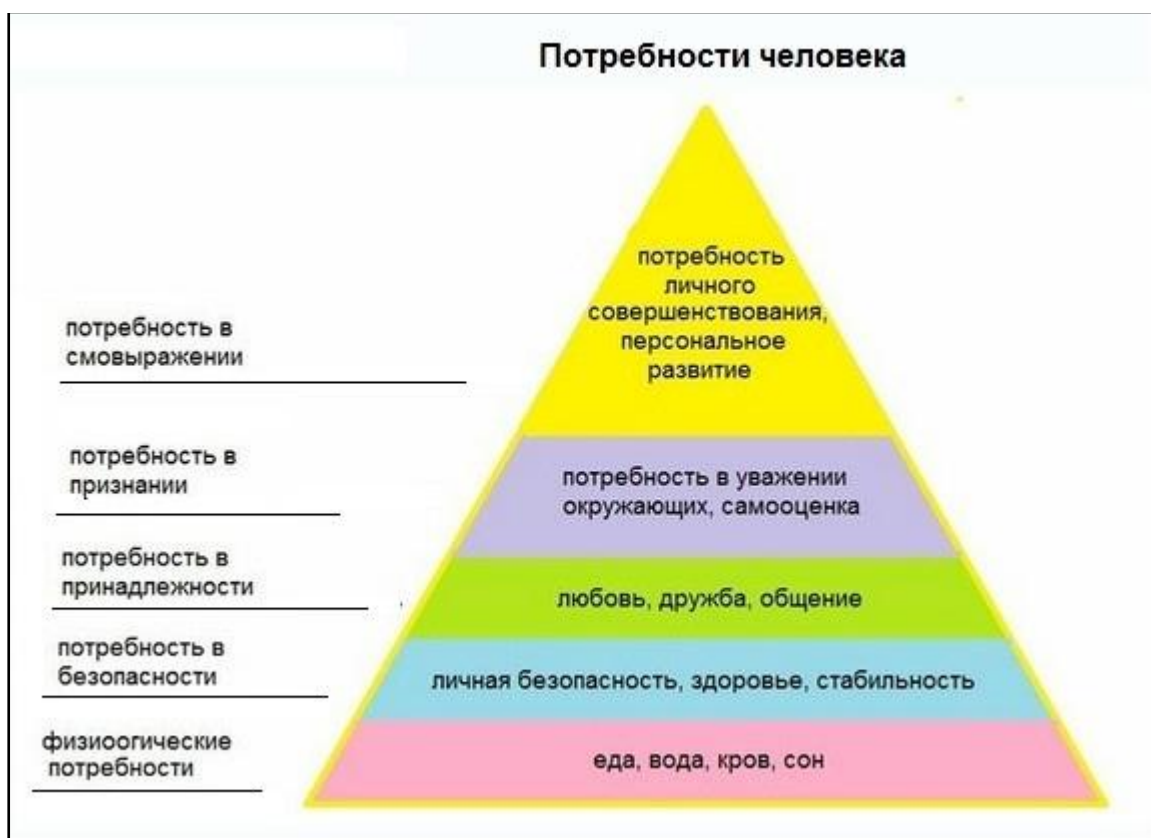 Потребности человека
потребность
личного
совершенствования,
персональное
развитие
потребность в
смовыражении
потребность в
признании
потребность в уважении
окружающих, самооценка
потребность в
принадлежности
любовь, дружба, общение
потребность в
безопасности
личная безопасность, здоровье, стабильность
физиоогические
потребности
еда, вода, кров, сон